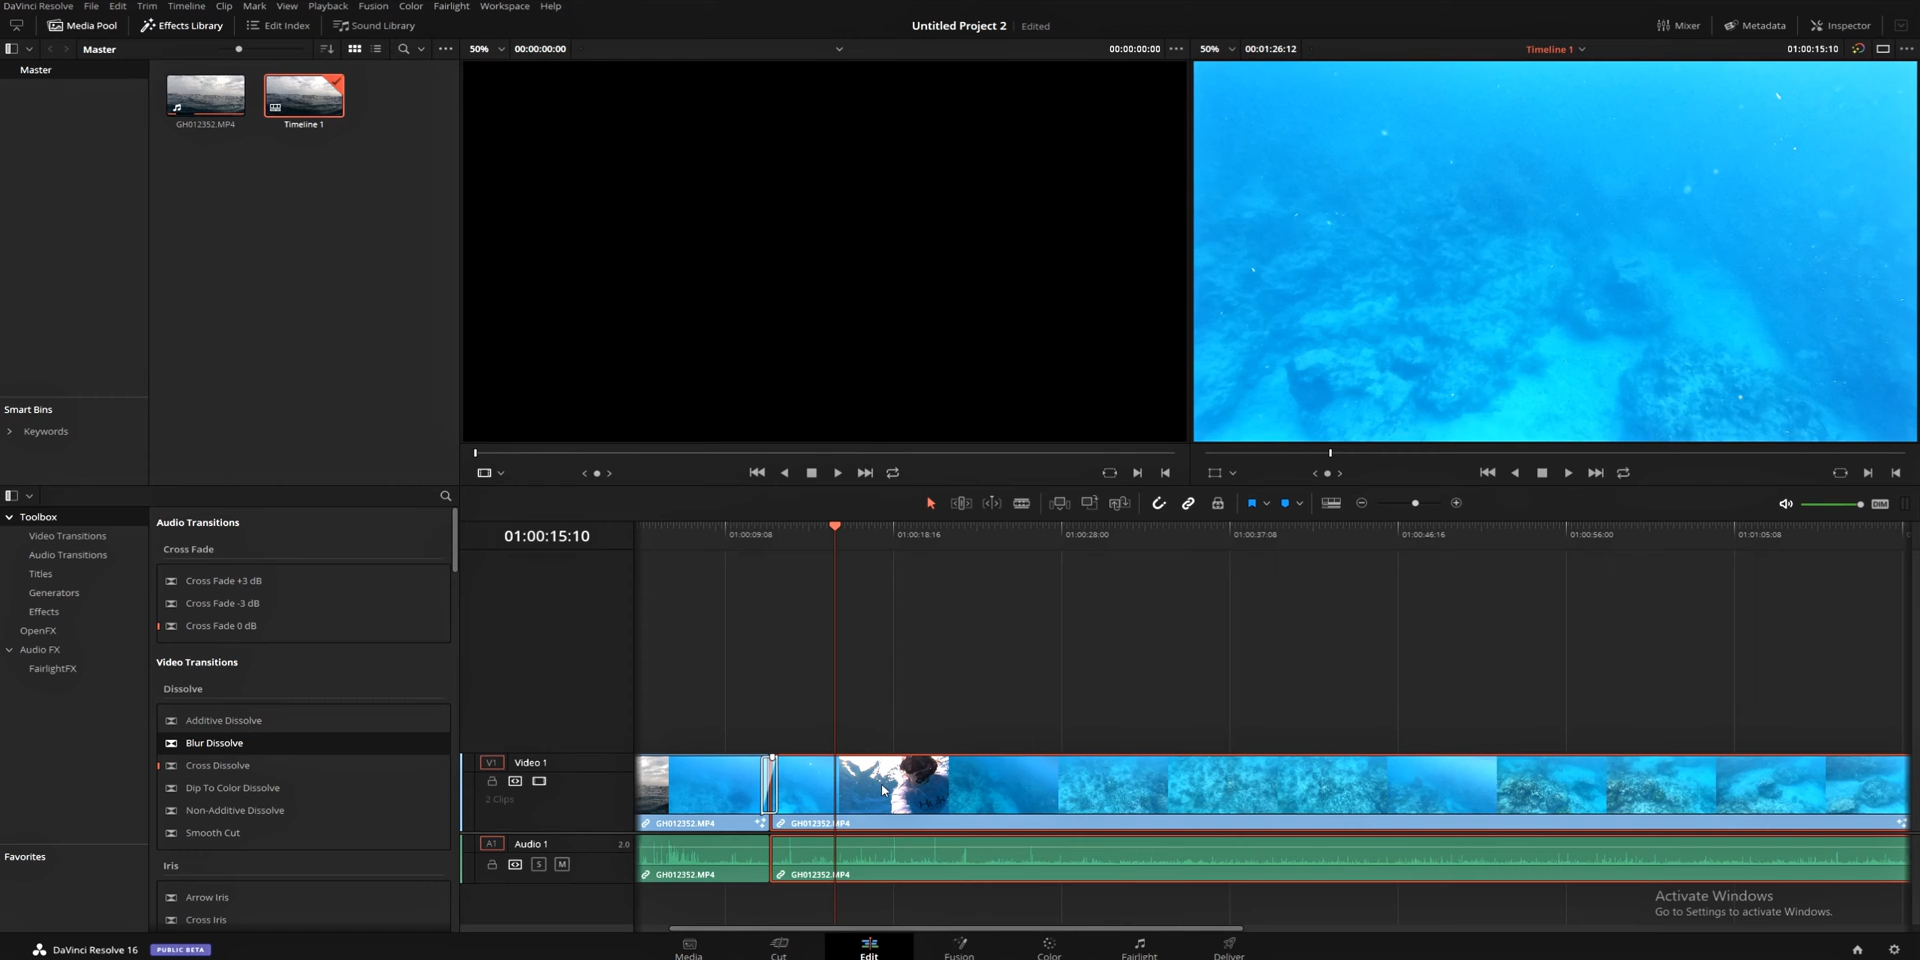 DaVinci Resolve File Edit Trim Timeline Clip Mark View Playback Fusion Color Fairlight Workspace Help
Media Pool Effects Library Edit Index Sound Library Untitled Project 2 Edited Mixer Metadata Inspector
Master 50% 00:00:00:00 00:00:00:00 50% 00:01:26:12 Timeline 1 01:00:15:10
Master
GH012352.MP4 Timeline 1
Smart Bins
Keywords
Toolbox
Video Transitions
Audio Transitions
Titles
Generators
Effects
OpenFX
Audio FX
FairlightFX
Favorites
Audio Transitions
Cross Fade
Cross Fade +3 dB
Cross Fade -3 dB
Cross Fade 0 dB
Video Transitions
Dissolve
Additive Dissolve
Blur Dissolve
Cross Dissolve
Dip To Color Dissolve
Non-Additive Dissolve
Smooth Cut
Iris
Arrow Iris
Cross Iris
DIM
01:00:15:10 01:00:09:08 01:00:18:16 01:00:28:00 01:00:37:08 01:00:46:16 01:00:56:00 01:01:05:08
V1 Video 1
2 Clips
GH012352.MP4 GH012352.MP4
A1 Audio 1 2.0
S M
GH012352.MP4 GH012352.MP4
Activate Windows
Go to Settings to activate Windows.
DaVinci Resolve 16 PUBLIC BETA
Media Cut Edit Fusion Color Fairlight Deliver